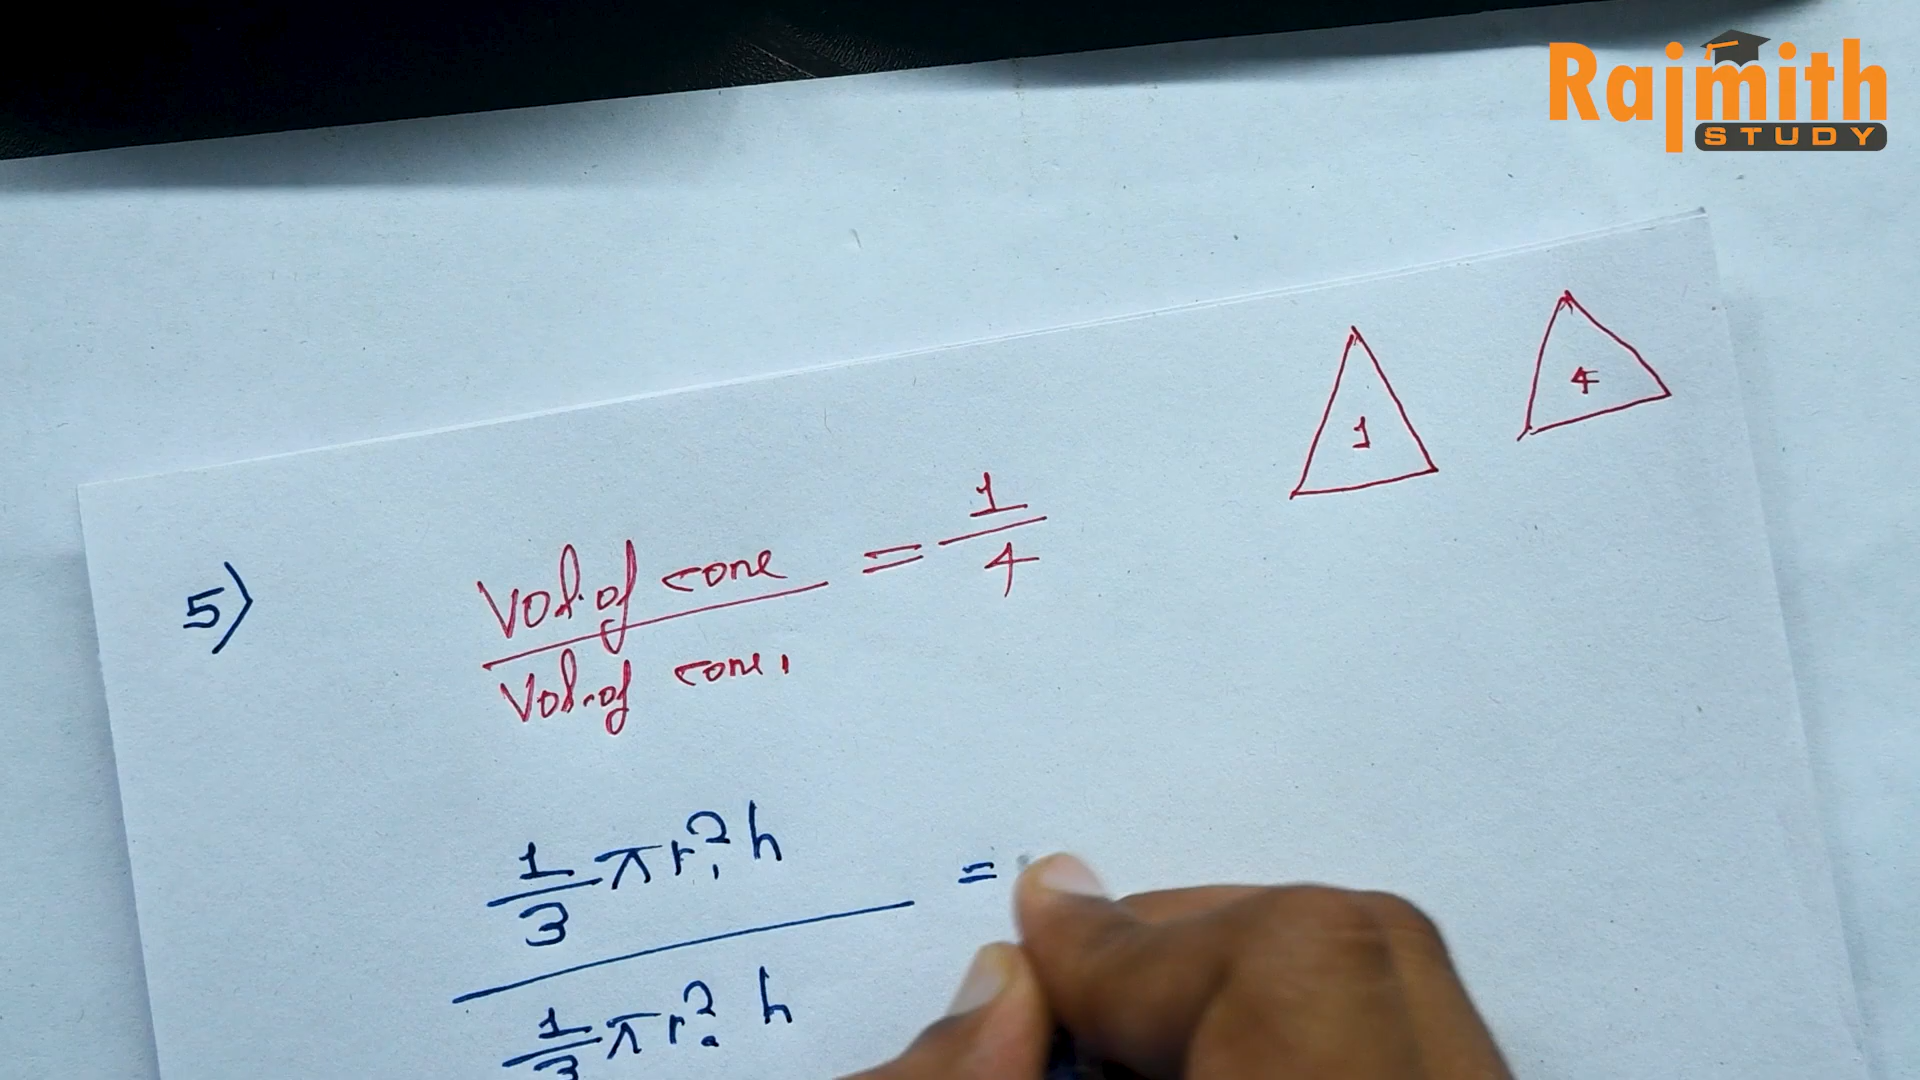 Rajmith
STUDY
1
4
5)
Vol. of cone / Vol. of cone, = 1/4
1/3 π r₁² h / 1/3 π r₂² h =